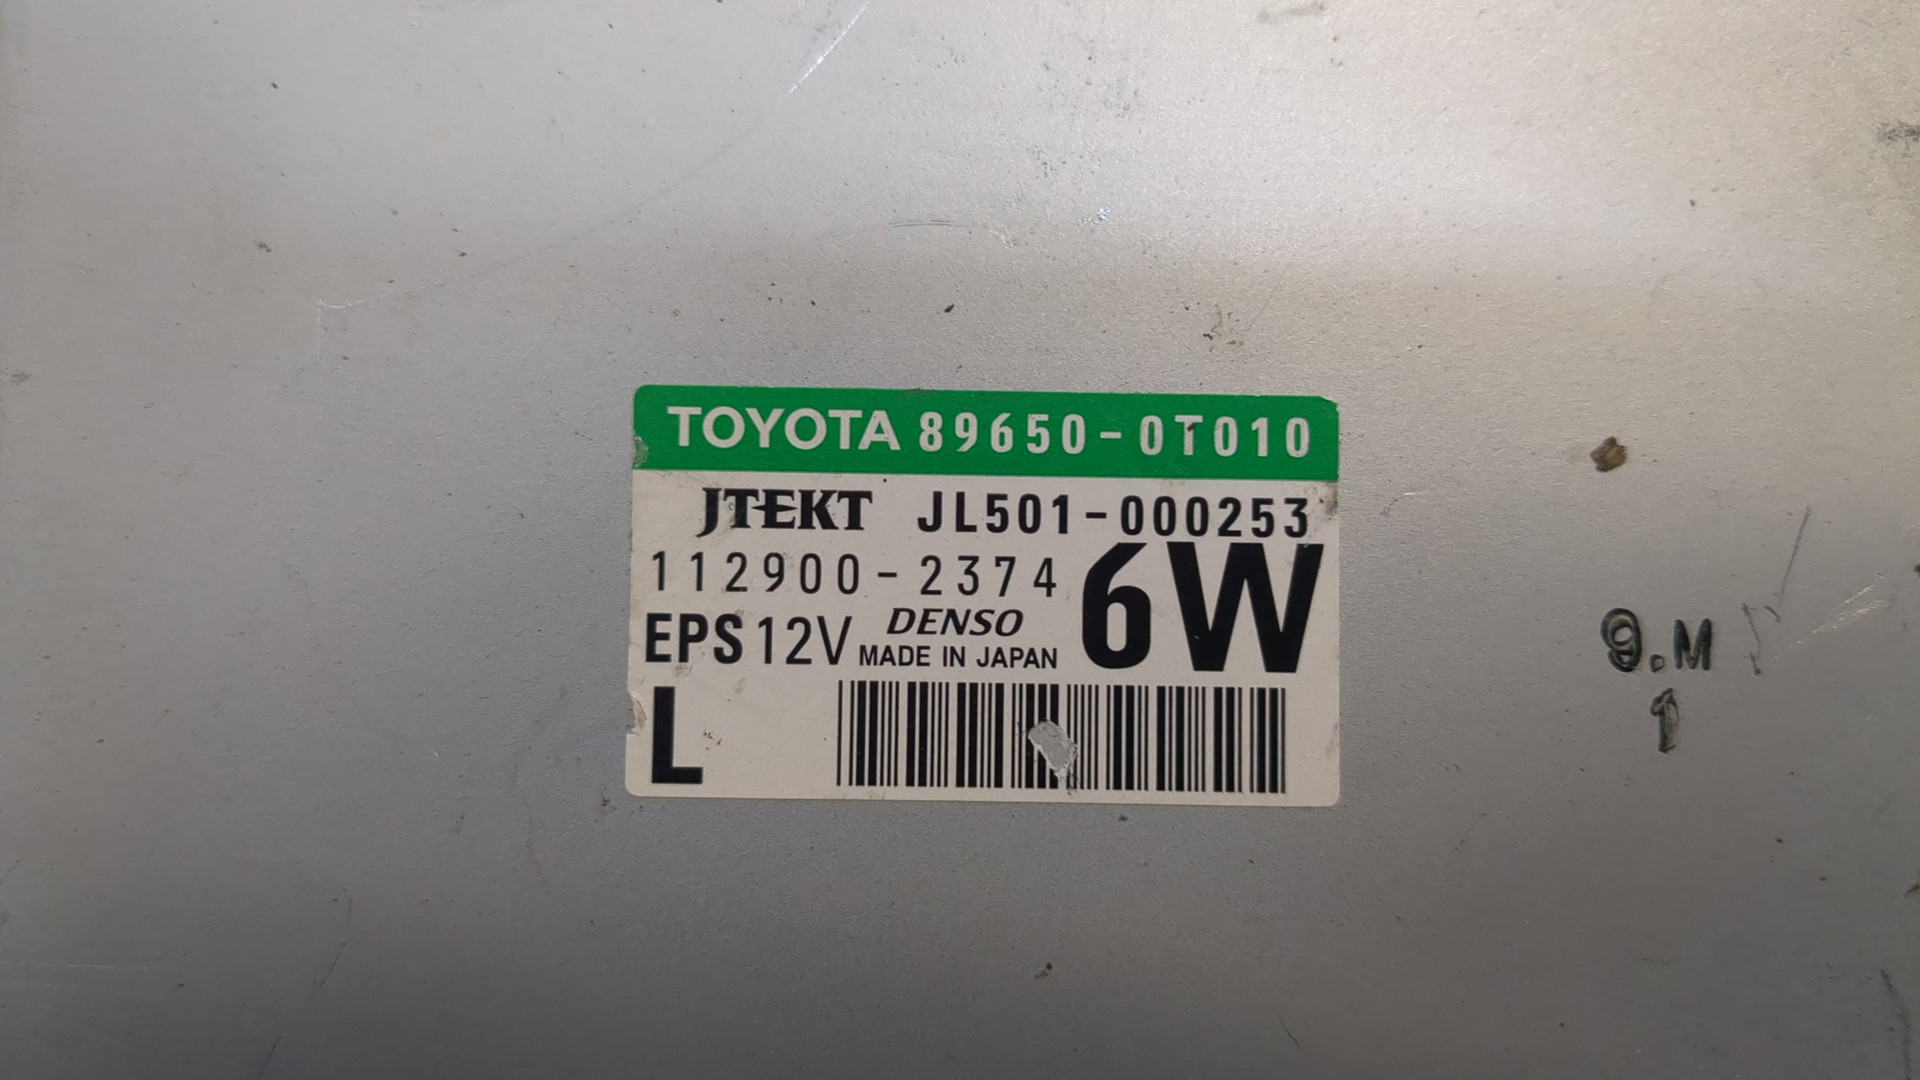 TOYOTA 89650-0T010
JTEKT JL501-000253
112900-2374 6W
EPS 12V DENSO
MADE IN JAPAN
L
9.M
1